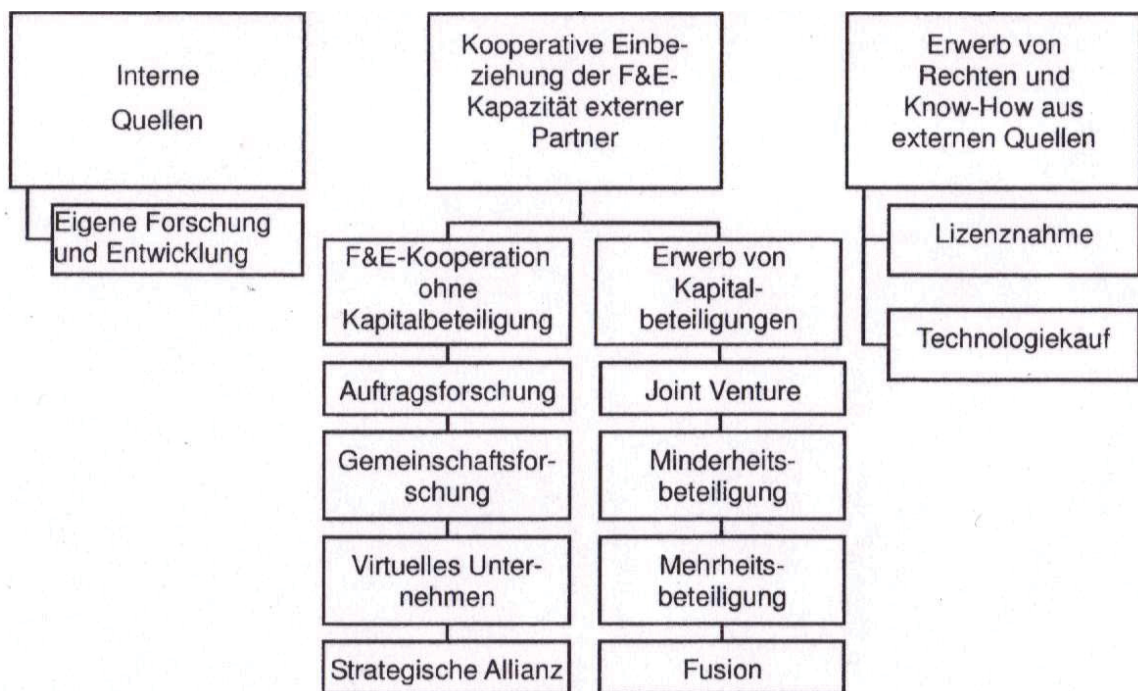 Interne
Quellen
Eigene Forschung
und Entwicklung
Kooperative Einbe-
ziehung der F&E-
Kapazität externer
Partner
F&E-Kooperation
ohne
Kapitalbeteiligung
Auftragsforschung
Gemeinschaftsfor-
schung
Virtuelles Unter-
nehmen
Strategische Allianz
Erwerb von
Kapital-
beteiligungen
Joint Venture
Minderheits-
beteiligung
Mehrheits-
beteiligung
Fusion
Erwerb von
Rechten und
Know-How aus
externen Quellen
Lizenznahme
Technologiekauf